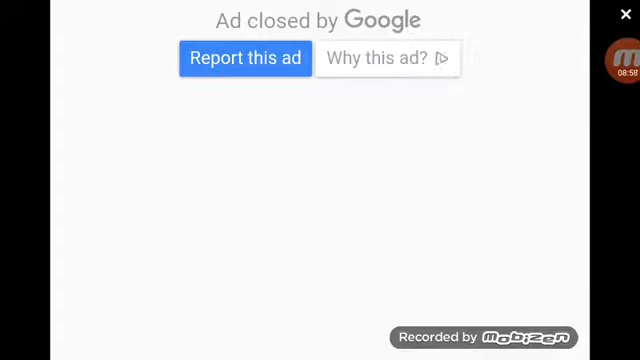 Ad closed by Google
Report this ad
Why this ad?
08:58
Recorded by MOBIZEN